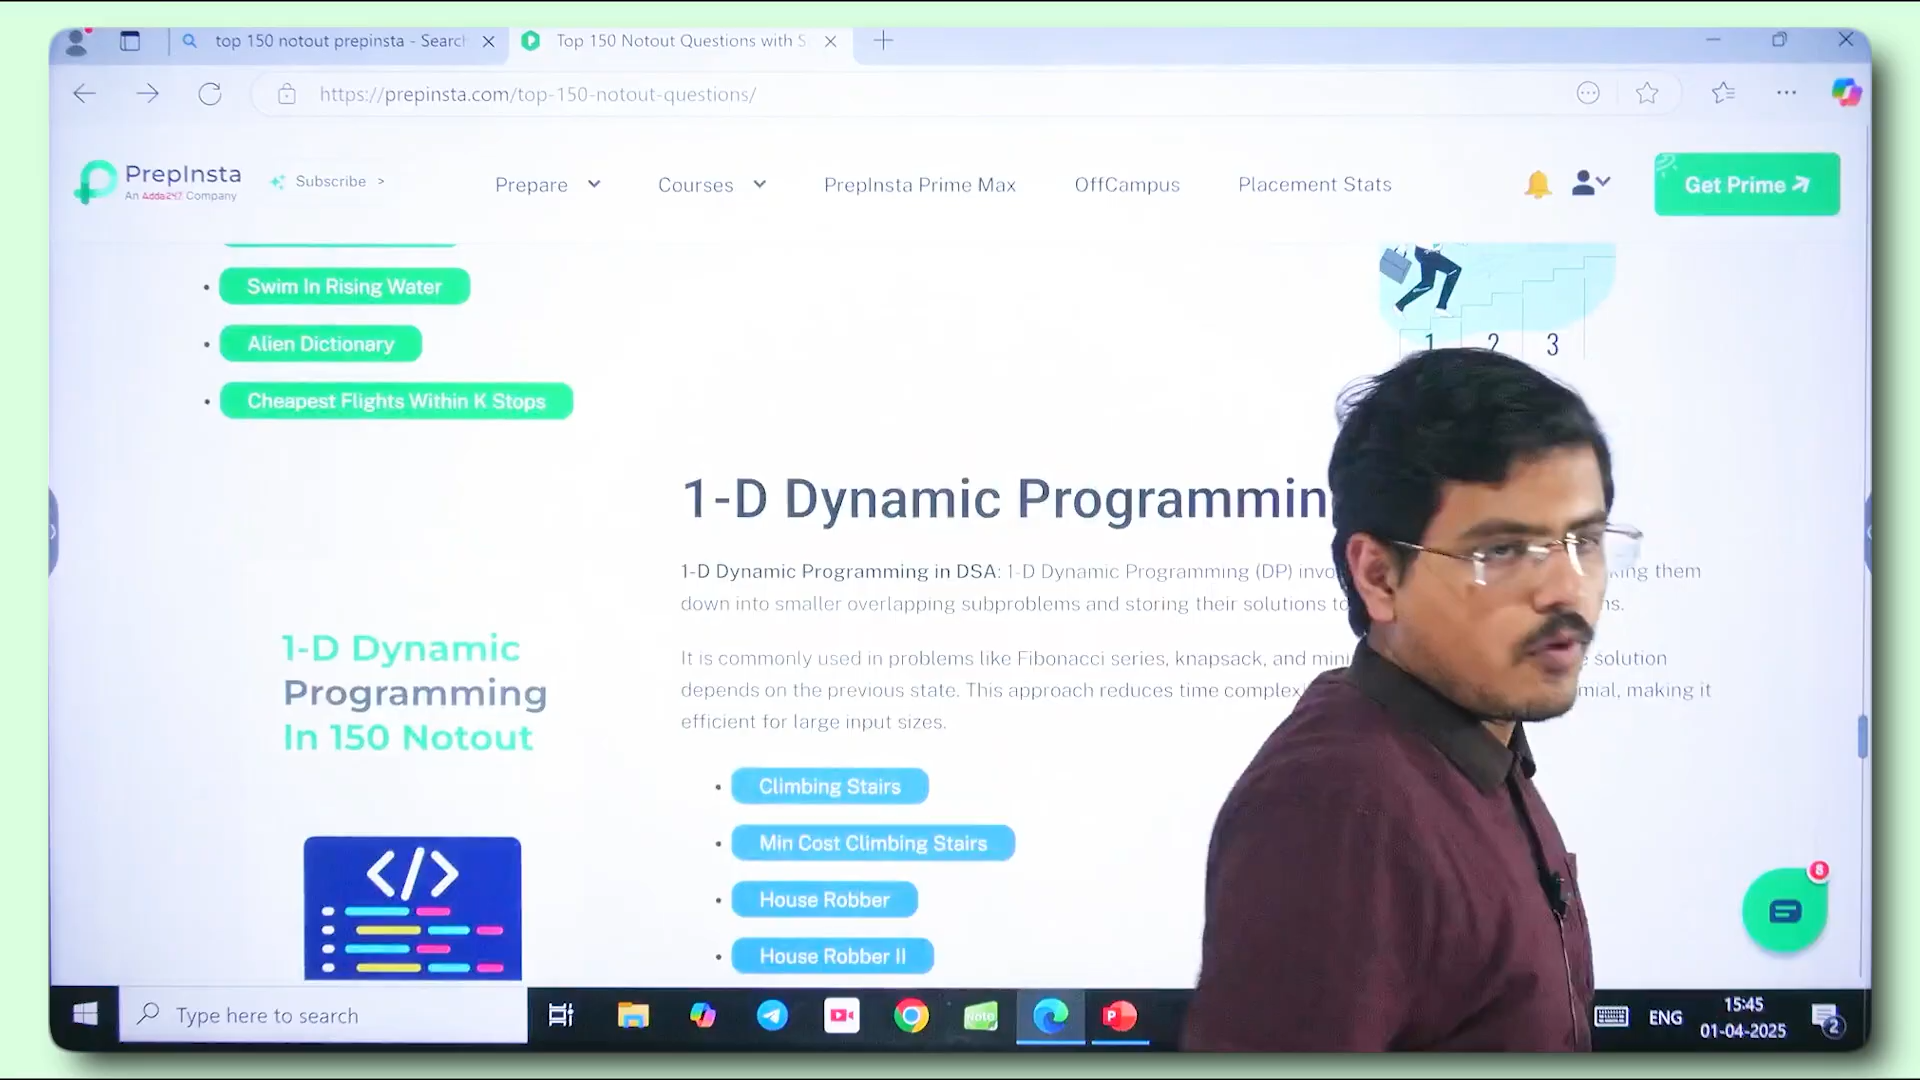 top 150 notout prepinsta - Search
Top 150 Notout Questions with S
https://prepinsta.com/top-150-notout-questions/
PrepInsta
An Adda247 Company
Subscribe >
Prepare
Courses
PrepInsta Prime Max
OffCampus
Placement Stats
Get Prime
Swim In Rising Water
Alien Dictionary
Cheapest Flights Within K Stops
1 2 3
1-D Dynamic Programmin
1-D Dynamic Programming in DSA: 1-D Dynamic Programming (DP) invo king them
down into smaller overlapping subproblems and storing their solutions to ns.
It is commonly used in problems like Fibonacci series, knapsack, and mini solution
depends on the previous state. This approach reduces time complexi mial, making it
efficient for large input sizes.
1-D Dynamic
Programming
In 150 Notout
</>
Climbing Stairs
Min Cost Climbing Stairs
House Robber
House Robber II
8
Type here to search
Note
P
ENG
15:45
01-04-2025
2